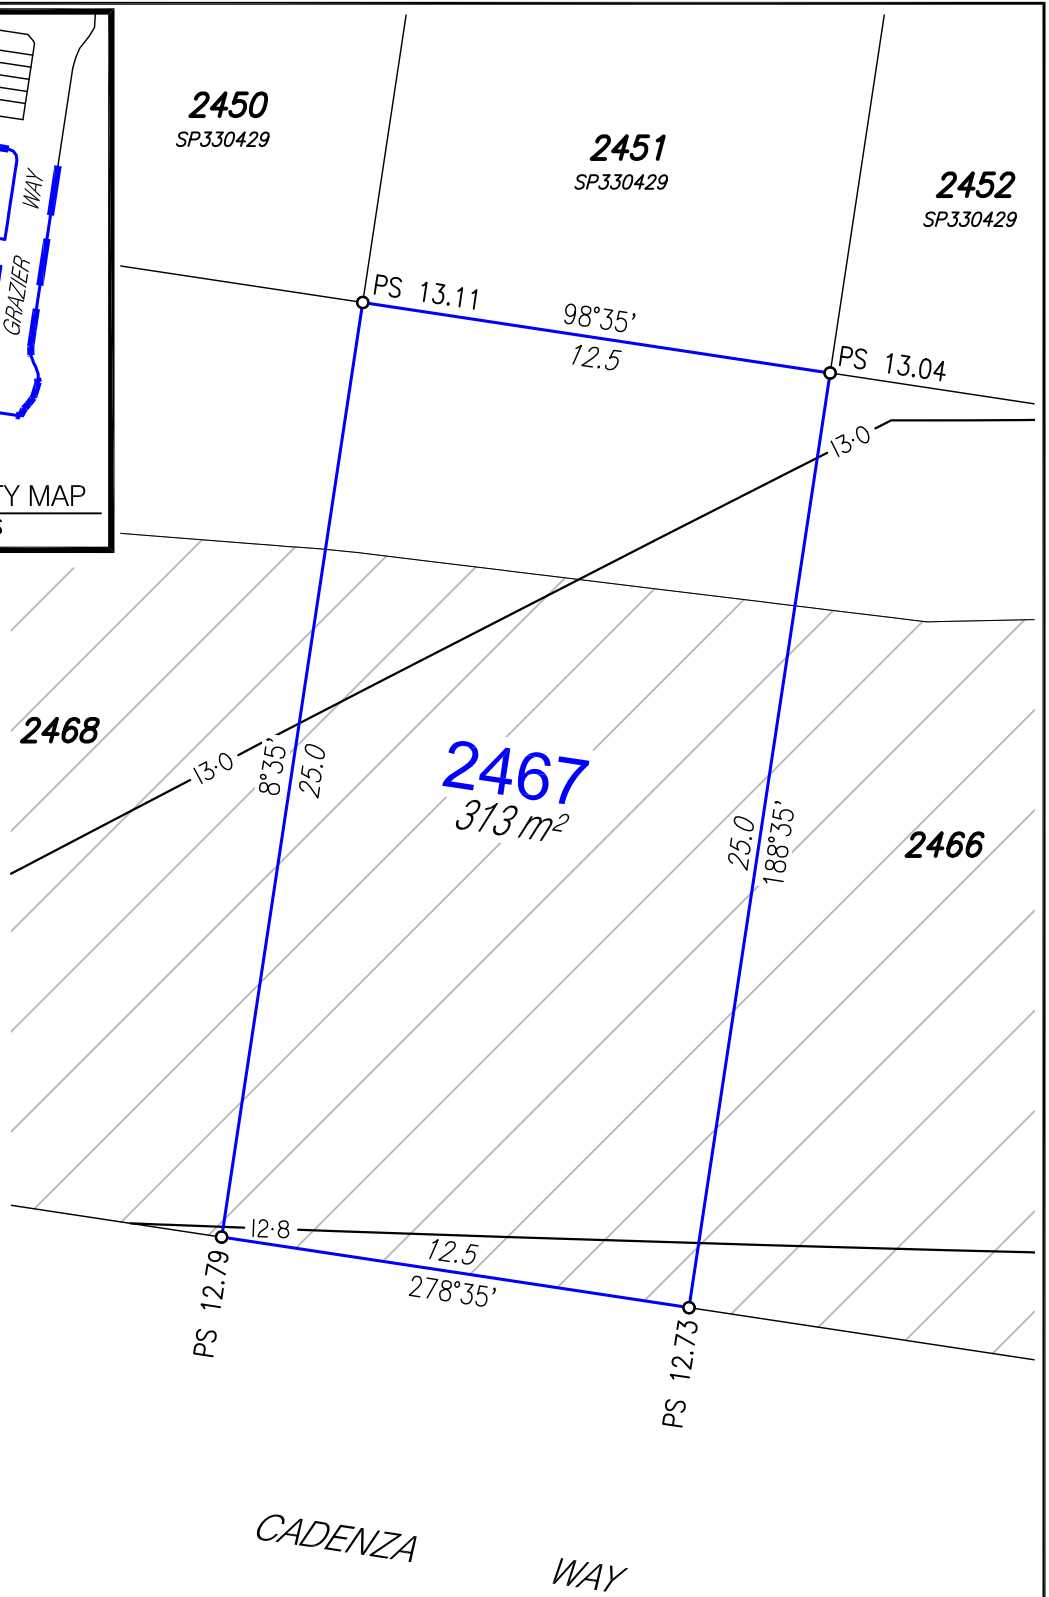 2450
SP330429
2451
SP330429
2452
SP330429
WAY
GRAZIER
TY MAP
PS 13.11
98°35'
12.5
PS 13.04
13·0
2468
13·0
8°35'
25.0
2467
313 m²
25.0
188°35'
2466
12·8
12.5
278°35'
PS 12.79
PS 12.73
CADENZA WAY